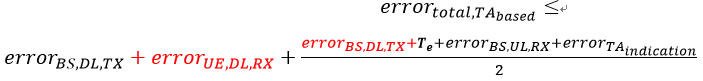 error_{total,TA_{based}} ≤↵
error_{BS,DL,TX} + error_{UE,DL,RX} + \frac{error_{BS,DL,TX}+T_e+error_{BS,UL,RX}+error_{TA_{indication}}}{2}